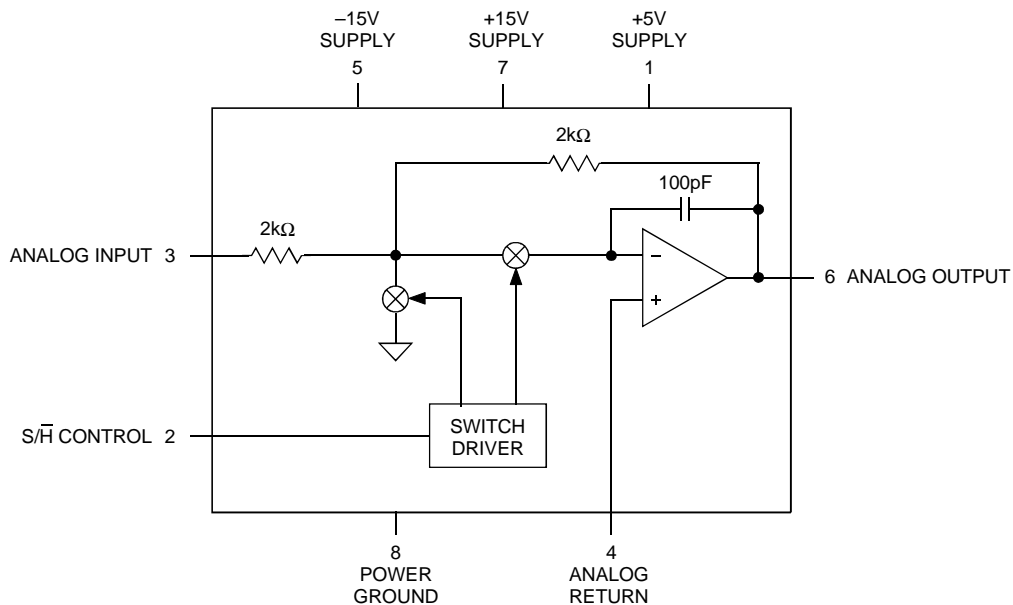 –15V
SUPPLY
5
+15V
SUPPLY
7
+5V
SUPPLY
1
2kΩ
100pF
2kΩ
ANALOG INPUT 3
–
+
6 ANALOG OUTPUT
S/H̅ CONTROL 2
SWITCH
DRIVER
8
POWER
GROUND
4
ANALOG
RETURN